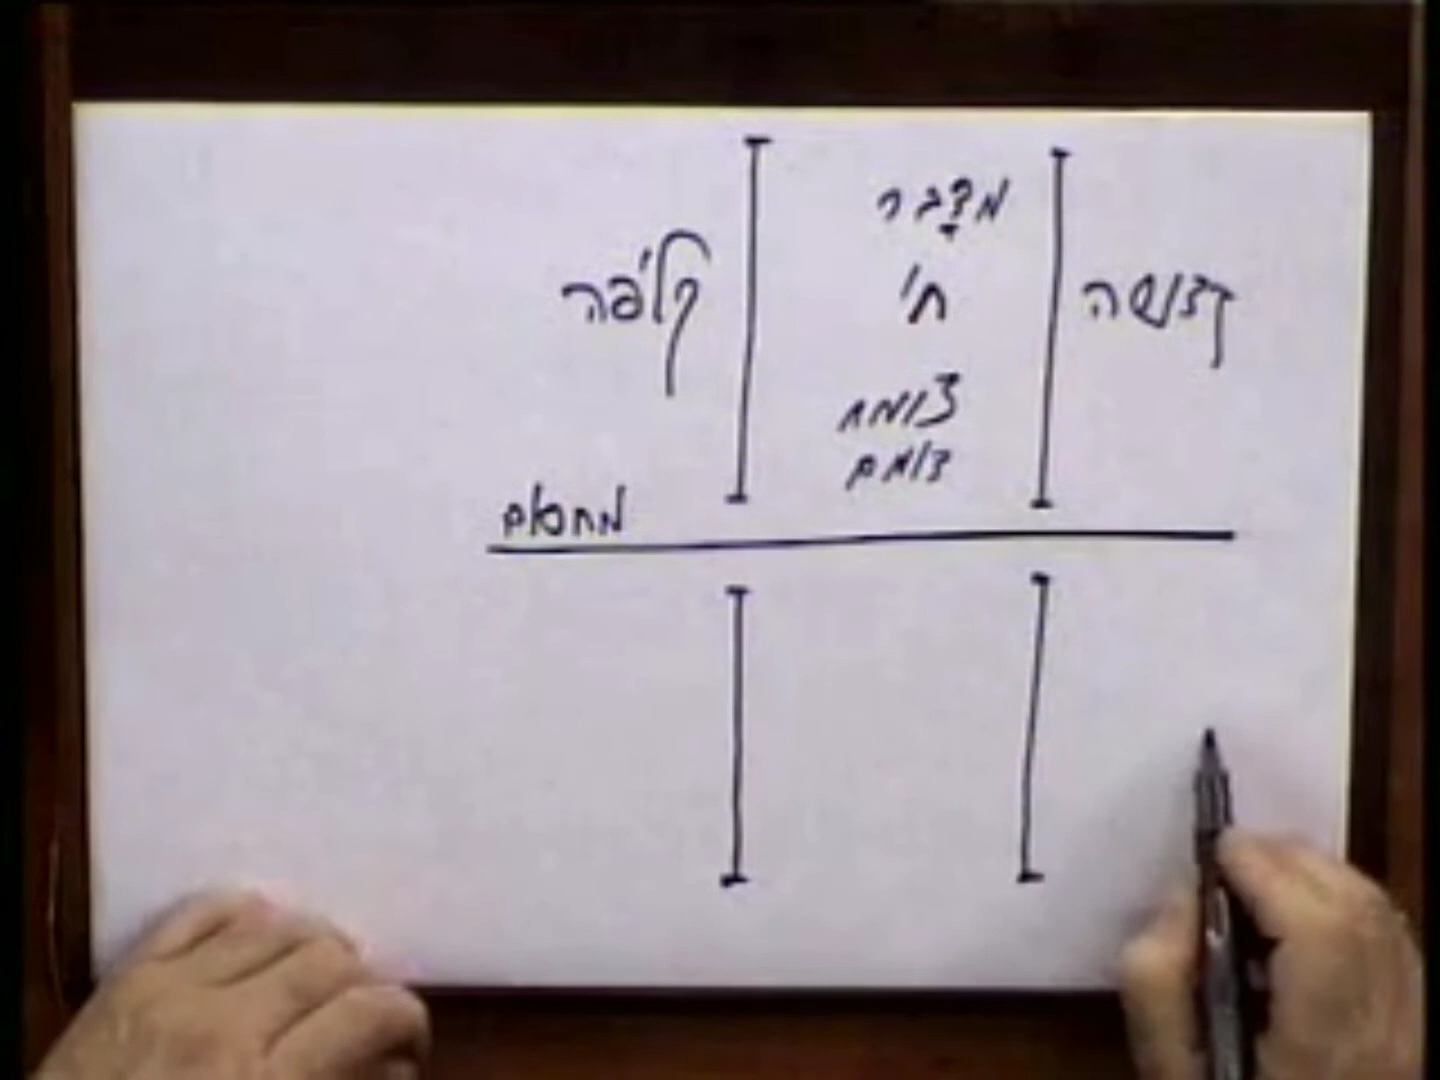 מדבר
קדושה
חי
קליפה
צומח
דומם
מחסום